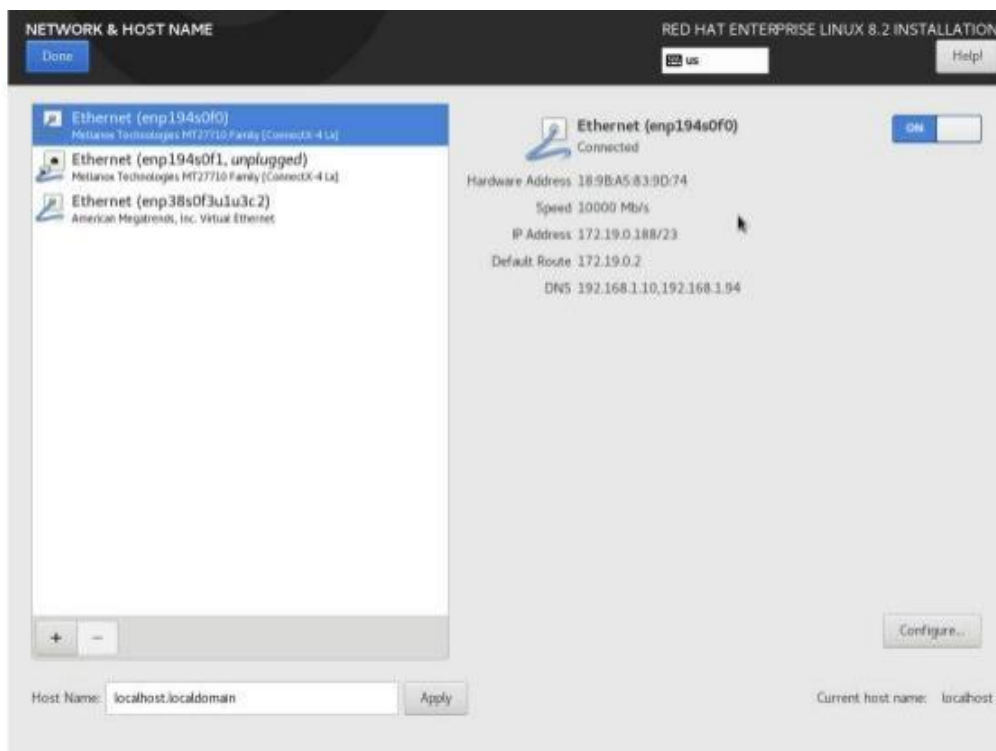 NETWORK & HOST NAME
RED HAT ENTERPRISE LINUX 8.2 INSTALLATION
Done
us
Help!
Ethernet (enp194s0f0)
Mellanox Technologies MT27710 Family [ConnectX-4 Lx]
Ethernet (enp194s0f1, unplugged)
Mellanox Technologies MT27710 Family [ConnectX-4 Lx]
Ethernet (enp38s0f3u1u3c2)
American Megatrends, Inc. Virtual Ethernet
Ethernet (enp194s0f0)
Connected
ON
Hardware Address 18:9B:A5:83:9D:74
Speed 10000 Mb/s
IP Address 172.19.0.188/23
Default Route 172.19.0.2
DNS 192.168.1.10,192.168.1.94
+ −
Configure...
Host Name: localhost.localdomain
Apply
Current host name: localhost